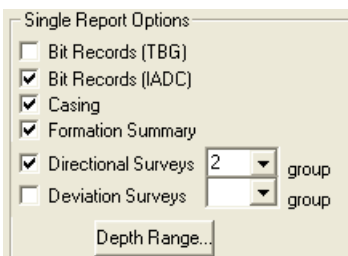 Single Report Options
Bit Records (TBG)
Bit Records (IADC)
Casing
Formation Summary
Directional Surveys 2 group
Deviation Surveys group
Depth Range...